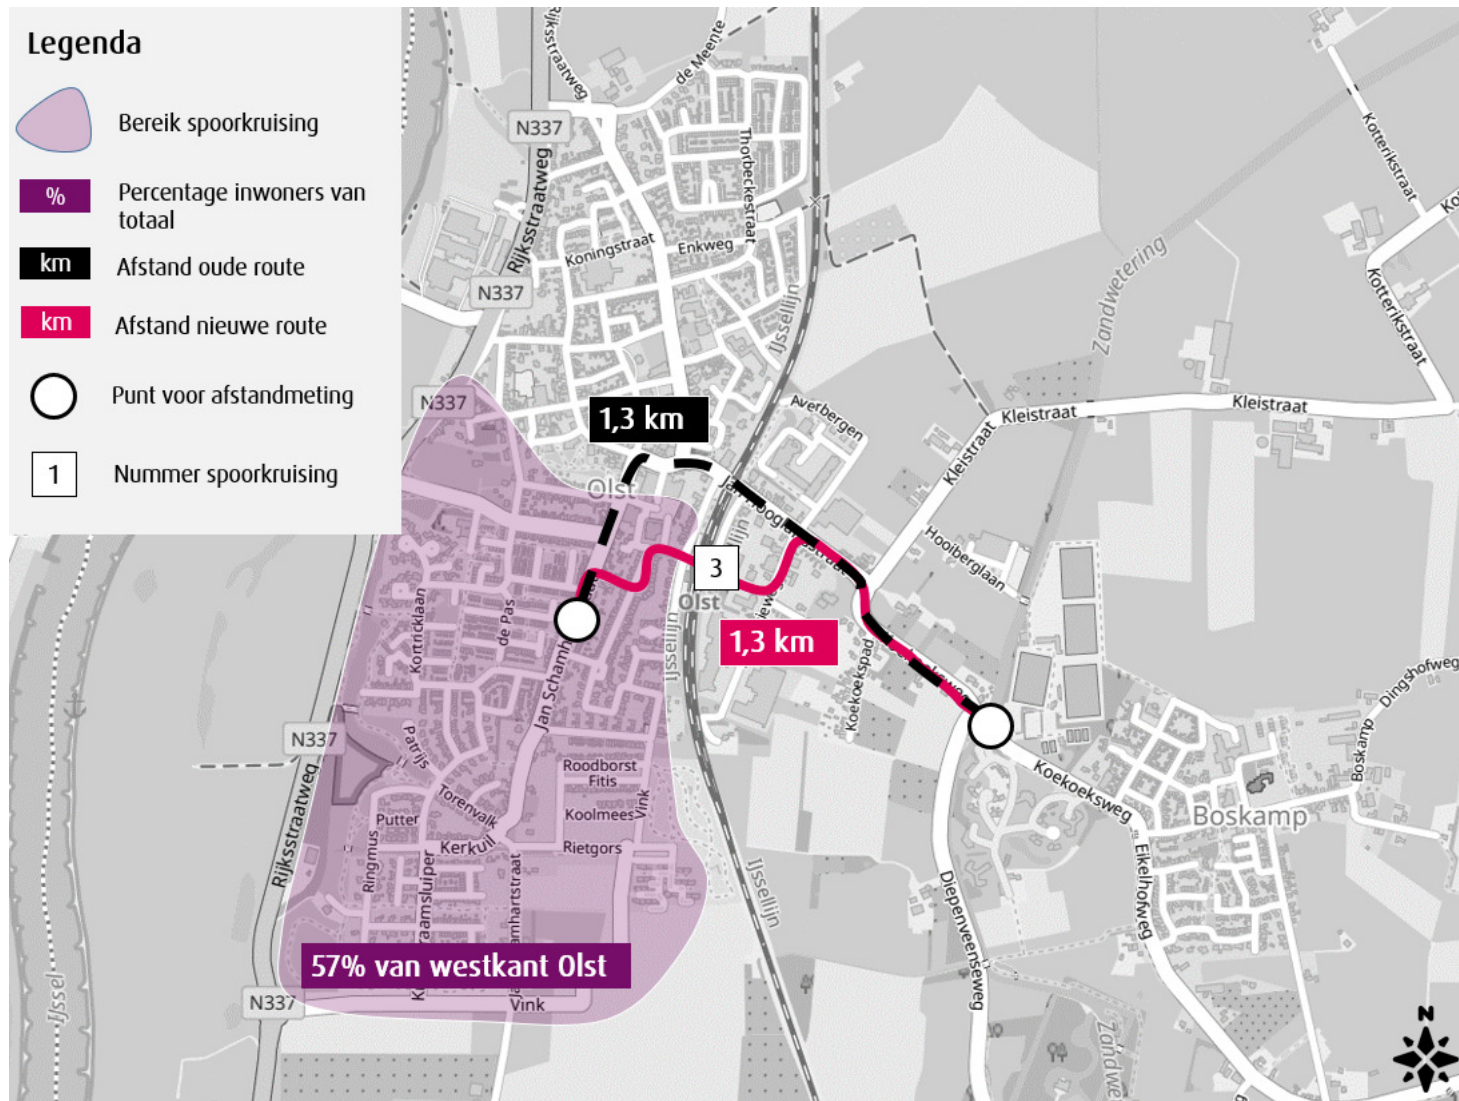 Legenda
Bereik spoorkruising
%
Percentage inwoners van
totaal
km
Afstand oude route
km
Afstand nieuwe route
Punt voor afstandmeting
1
Nummer spoorkruising
Rijksstraatweg
de Meente
N337
Thorbeckestraat
Rijksstraatweg
Koningstraat
Enkweg
N337
IJssellijn
Zandwetering
Kotterikstraat
Kotterikstraat
N337
1,3 km
Averbergen
Kleistraat
Kleistraat
Kleistraat
Olst
Hooiberglaan
3
Olst
1,3 km
Kortricklaan
de Pas
IJssellijn
Koekoekspad
Dingshofweg
Boskamp
N337
Rijksstraatweg
Patrijs
Torenvalk
Roodborst
Fitis
Koolmees
Vink
Putter
Kerkuil
Rietgors
Ringmus
Koekoeksweg
Boskamp
Eikelhofweg
IJssellijn
Diepenveenseweg
57% van westkant Olst
N337
Vink
IJssel
N